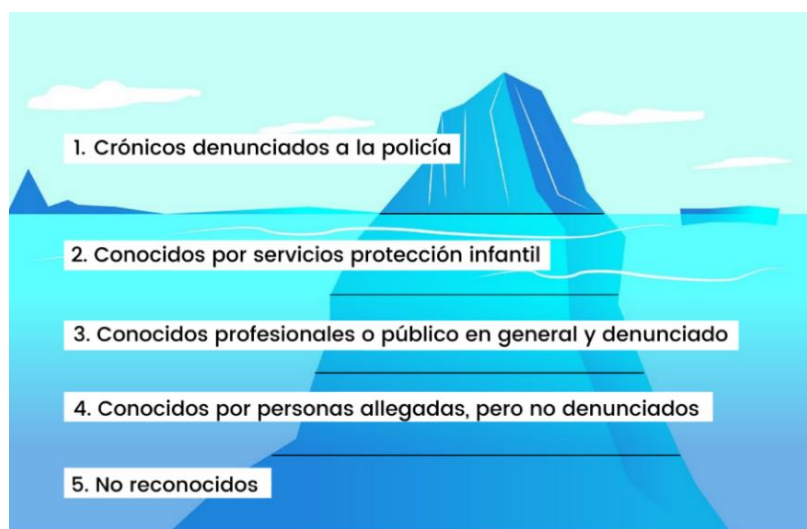 1. Crónicos denunciados a la policía
2. Conocidos por servicios protección infantil
3. Conocidos profesionales o público en general y denunciado
4. Conocidos por personas allegadas, pero no denunciados
5. No reconocidos